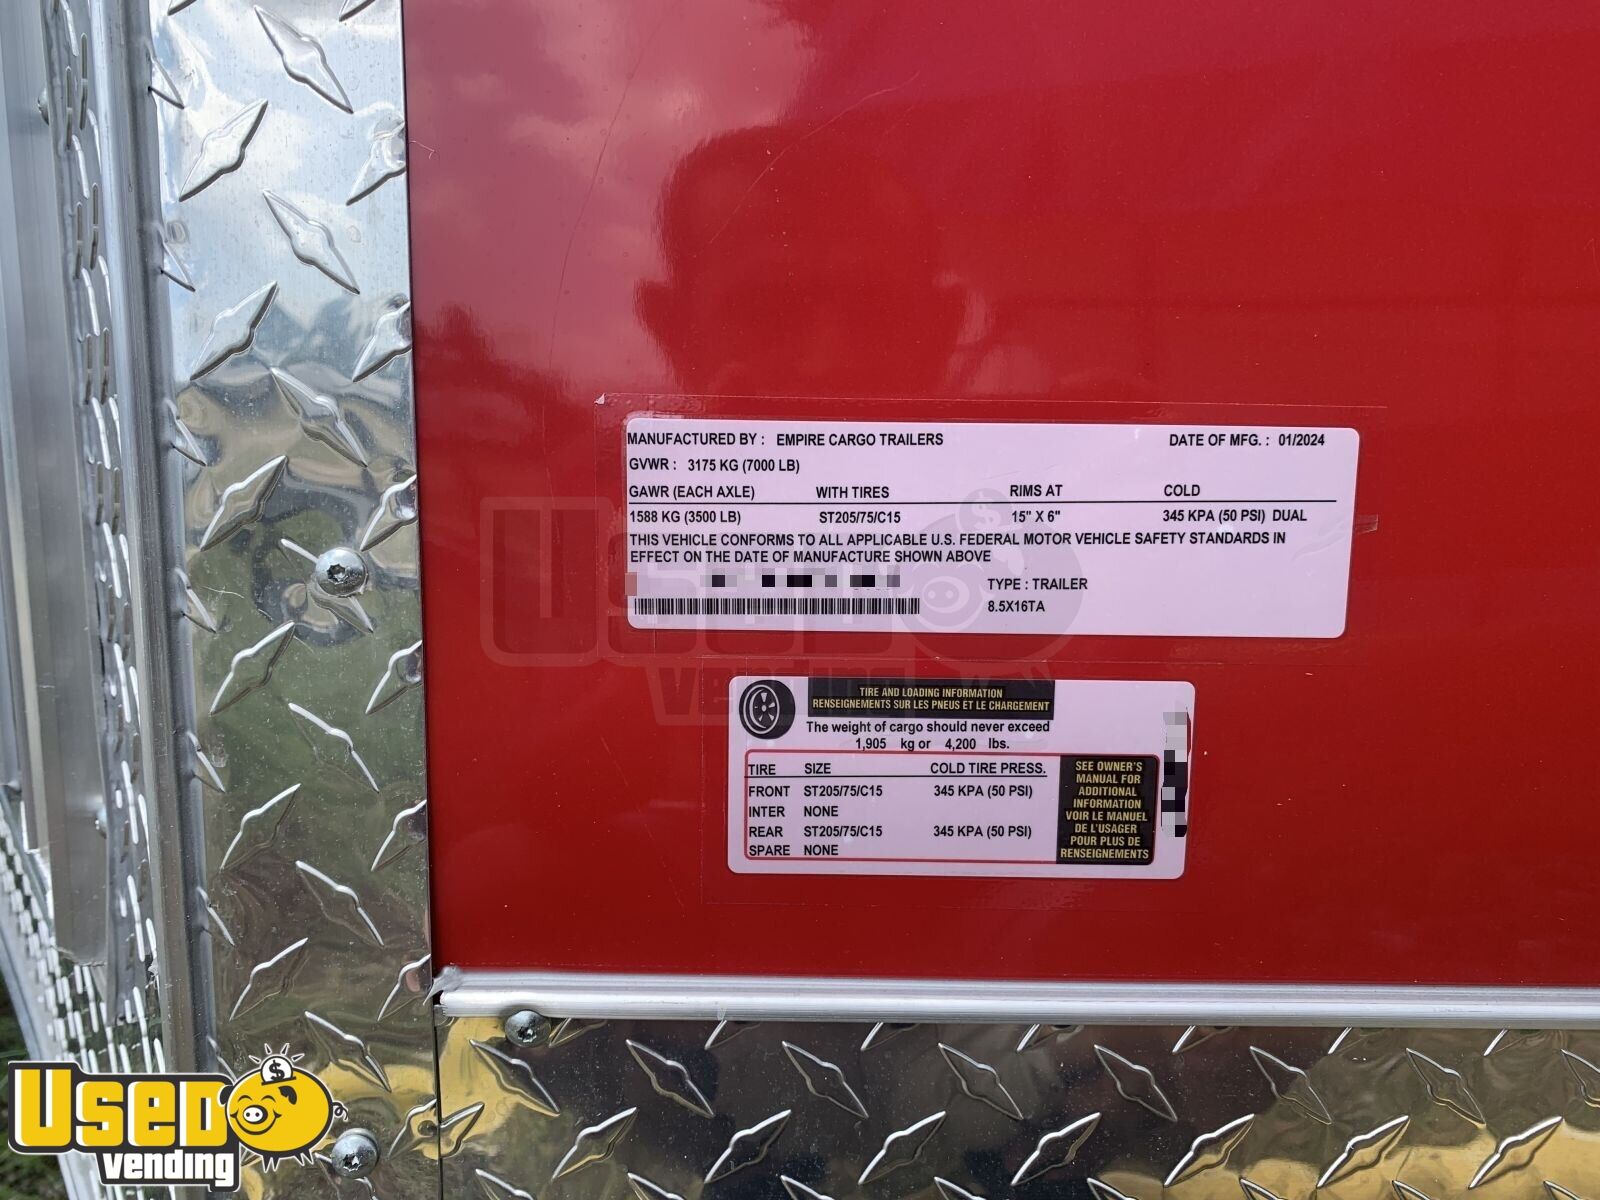 MANUFACTURED BY : EMPIRE CARGO TRAILERS DATE OF MFG. : 01/2024
GVWR : 3175 KG (7000 LB)
GAWR (EACH AXLE) WITH TIRES RIMS AT COLD
1588 KG (3500 LB) ST205/75/C15 15" X 6" 345 KPA (50 PSI) DUAL
THIS VEHICLE CONFORMS TO ALL APPLICABLE U.S. FEDERAL MOTOR VEHICLE SAFETY STANDARDS IN
EFFECT ON THE DATE OF MANUFACTURE SHOWN ABOVE
TYPE : TRAILER
8.5X16TA
USED
vending
TIRE AND LOADING INFORMATION
RENSEIGNEMENTS SUR LES PNEUS ET LE CHARGEMENT
The weight of cargo should never exceed
1,905 kg or 4,200 lbs.
TIRE SIZE COLD TIRE PRESS.
FRONT ST205/75/C15 345 KPA (50 PSI)
INTER NONE
REAR ST205/75/C15 345 KPA (50 PSI)
SPARE NONE
SEE OWNER'S
MANUAL FOR
ADDITIONAL
INFORMATION
VOIR LE MANUEL
DE L'USAGER
POUR PLUS DE
RENSEIGNEMENTS
$
USED
vending